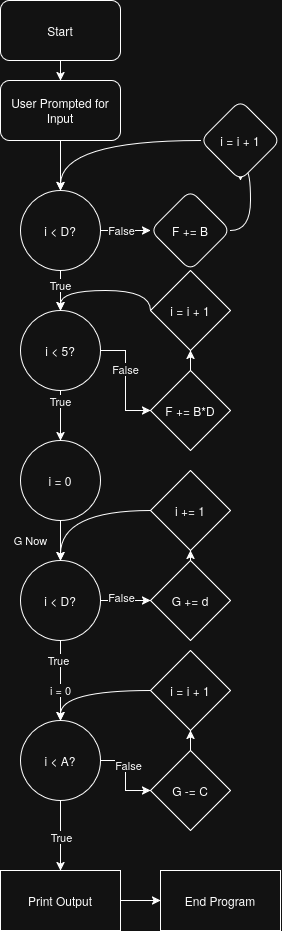 Start
User Prompted for
Input
i = i + 1
i < D?
False
F += B
True
i = i + 1
i < 5?
False
F += B*D
True
i = 0
i += 1
G Now
i < D?
False
G += d
True
i = 0
i = i + 1
i < A?
False
G -= C
True
Print Output
End Program